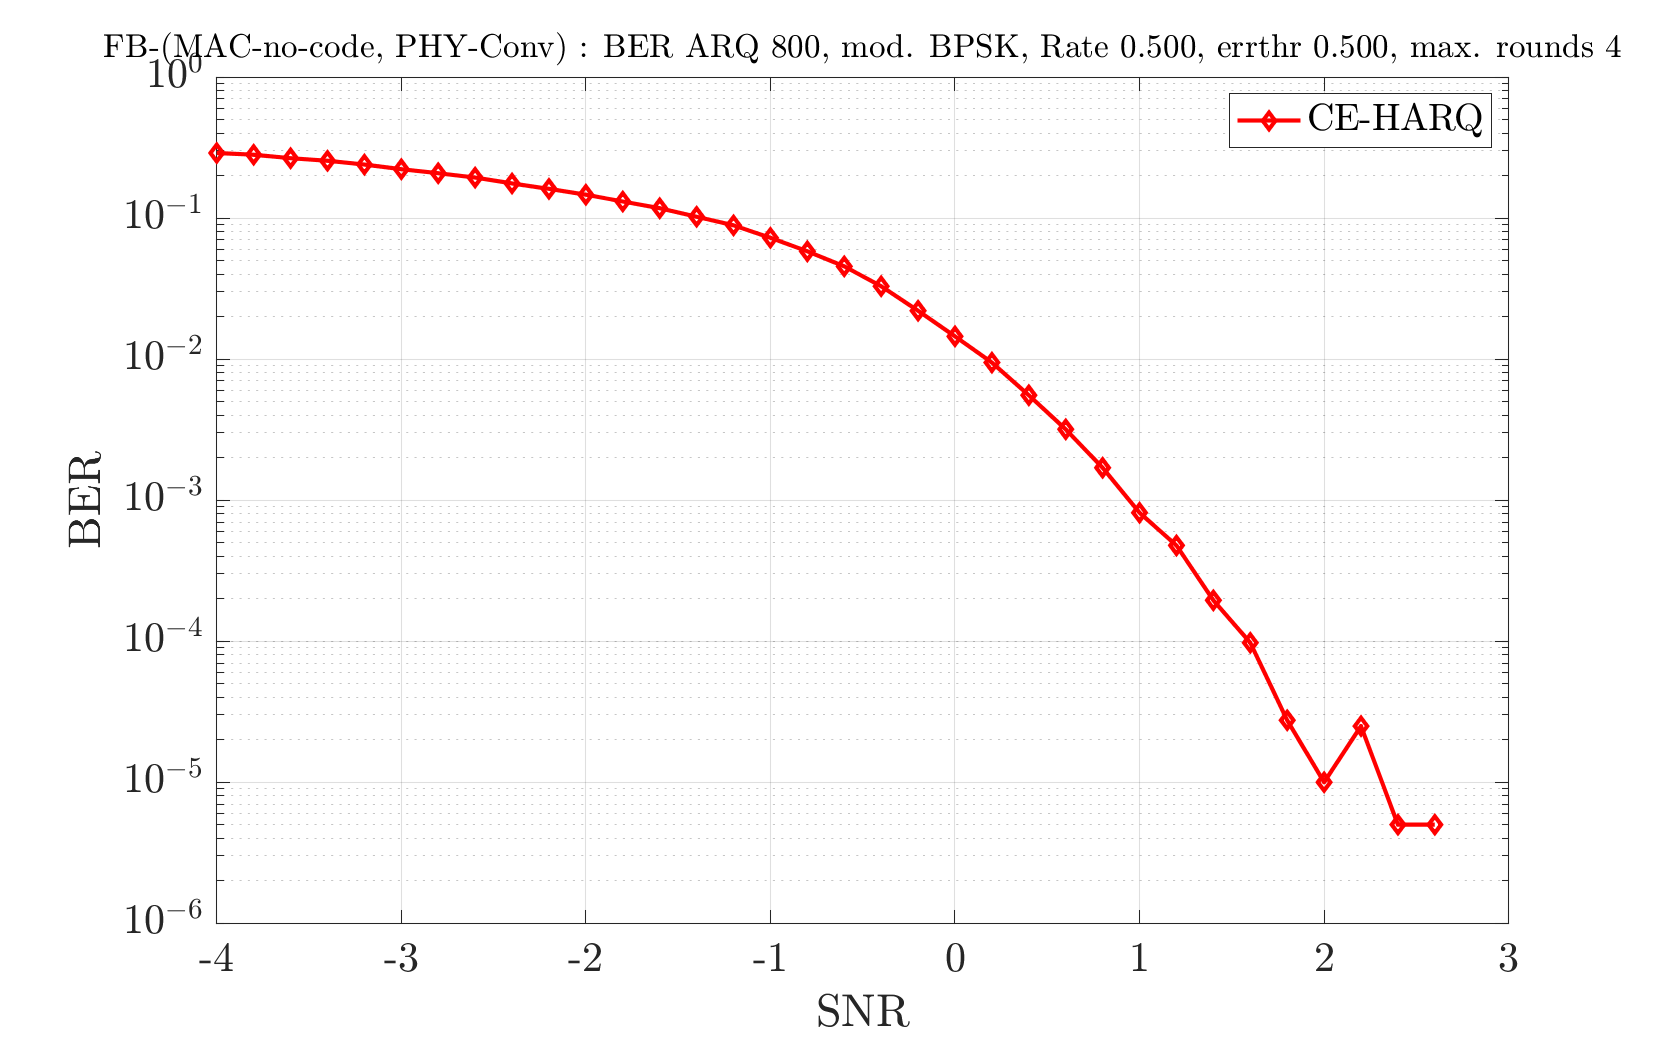 FB-(MAC-no-code, PHY-Conv) : BER ARQ 800, mod. BPSK, Rate 0.500, errthr 0.500, max. rounds 4
CE-HARQ
10^0
10^{-1}
10^{-2}
10^{-3}
10^{-4}
10^{-5}
10^{-6}
BER
-4 -3 -2 -1 0 1 2 3
SNR